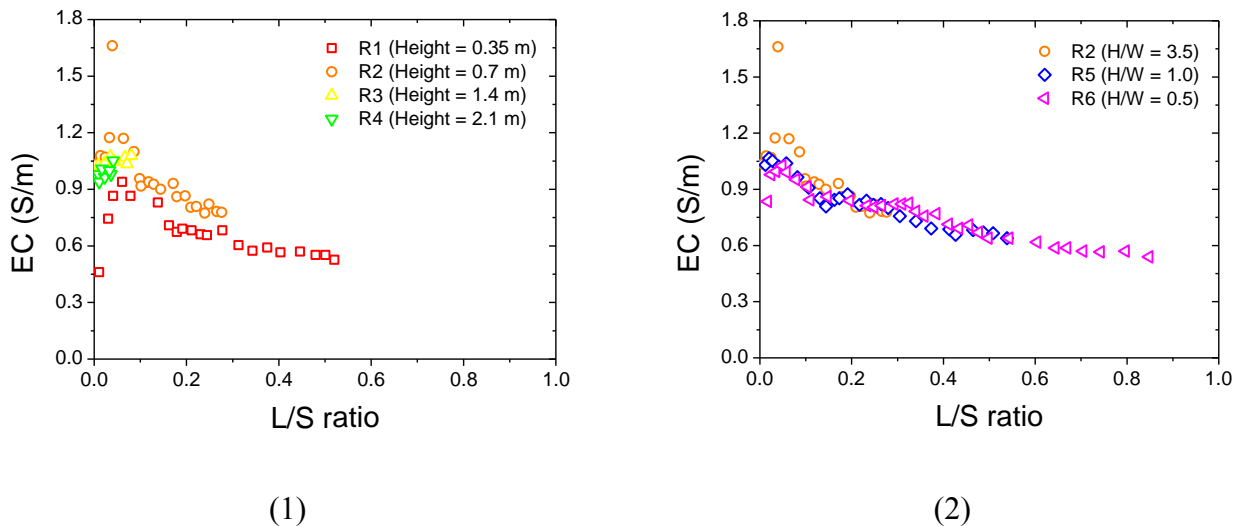 1.8
1.5
1.2
0.9
0.6
0.3
0.0
EC (S/m)
0.0 0.2 0.4 0.6 0.8 1.0
L/S ratio
R1 (Height = 0.35 m)
R2 (Height = 0.7 m)
R3 (Height = 1.4 m)
R4 (Height = 2.1 m)
(1)
1.8
1.5
1.2
0.9
0.6
0.3
0.0
EC (S/m)
0.0 0.2 0.4 0.6 0.8 1.0
L/S ratio
R2 (H/W = 3.5)
R5 (H/W = 1.0)
R6 (H/W = 0.5)
(2)